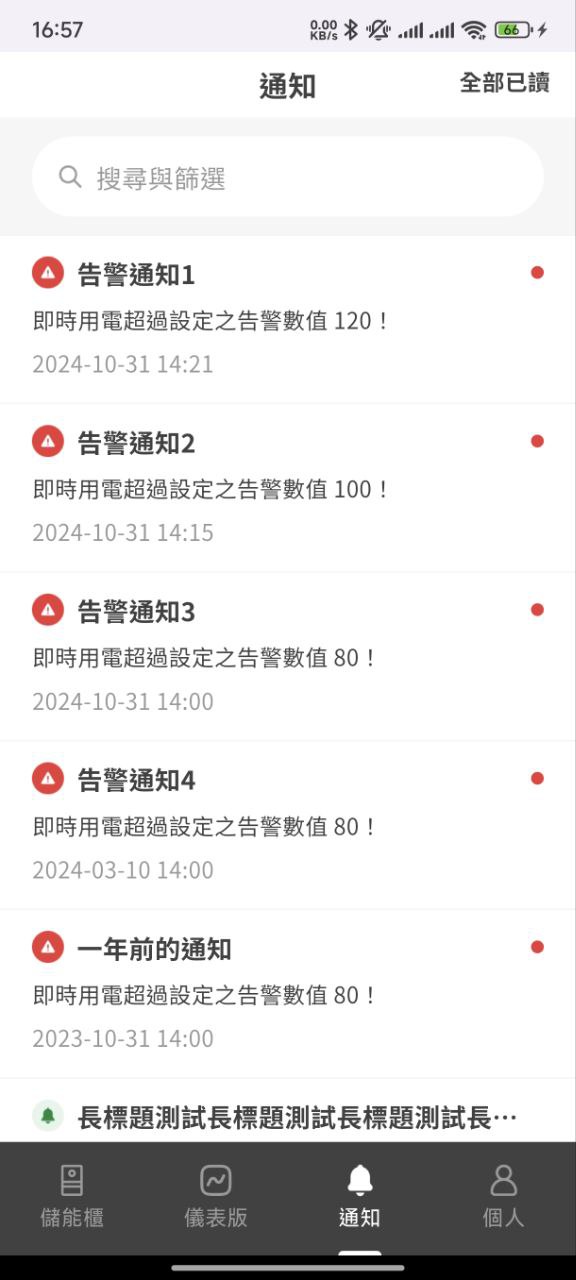 16:57
0.00 KB/s
66
通知
全部已讀
搜尋與篩選
告警通知1
即時用電超過設定之告警數值 120！
2024-10-31 14:21
告警通知2
即時用電超過設定之告警數值 100！
2024-10-31 14:15
告警通知3
即時用電超過設定之告警數值 80！
2024-10-31 14:00
告警通知4
即時用電超過設定之告警數值 80！
2024-03-10 14:00
一年前的通知
即時用電超過設定之告警數值 80！
2023-10-31 14:00
長標題測試長標題測試長標題測試長…
儲能櫃
儀表版
通知
個人